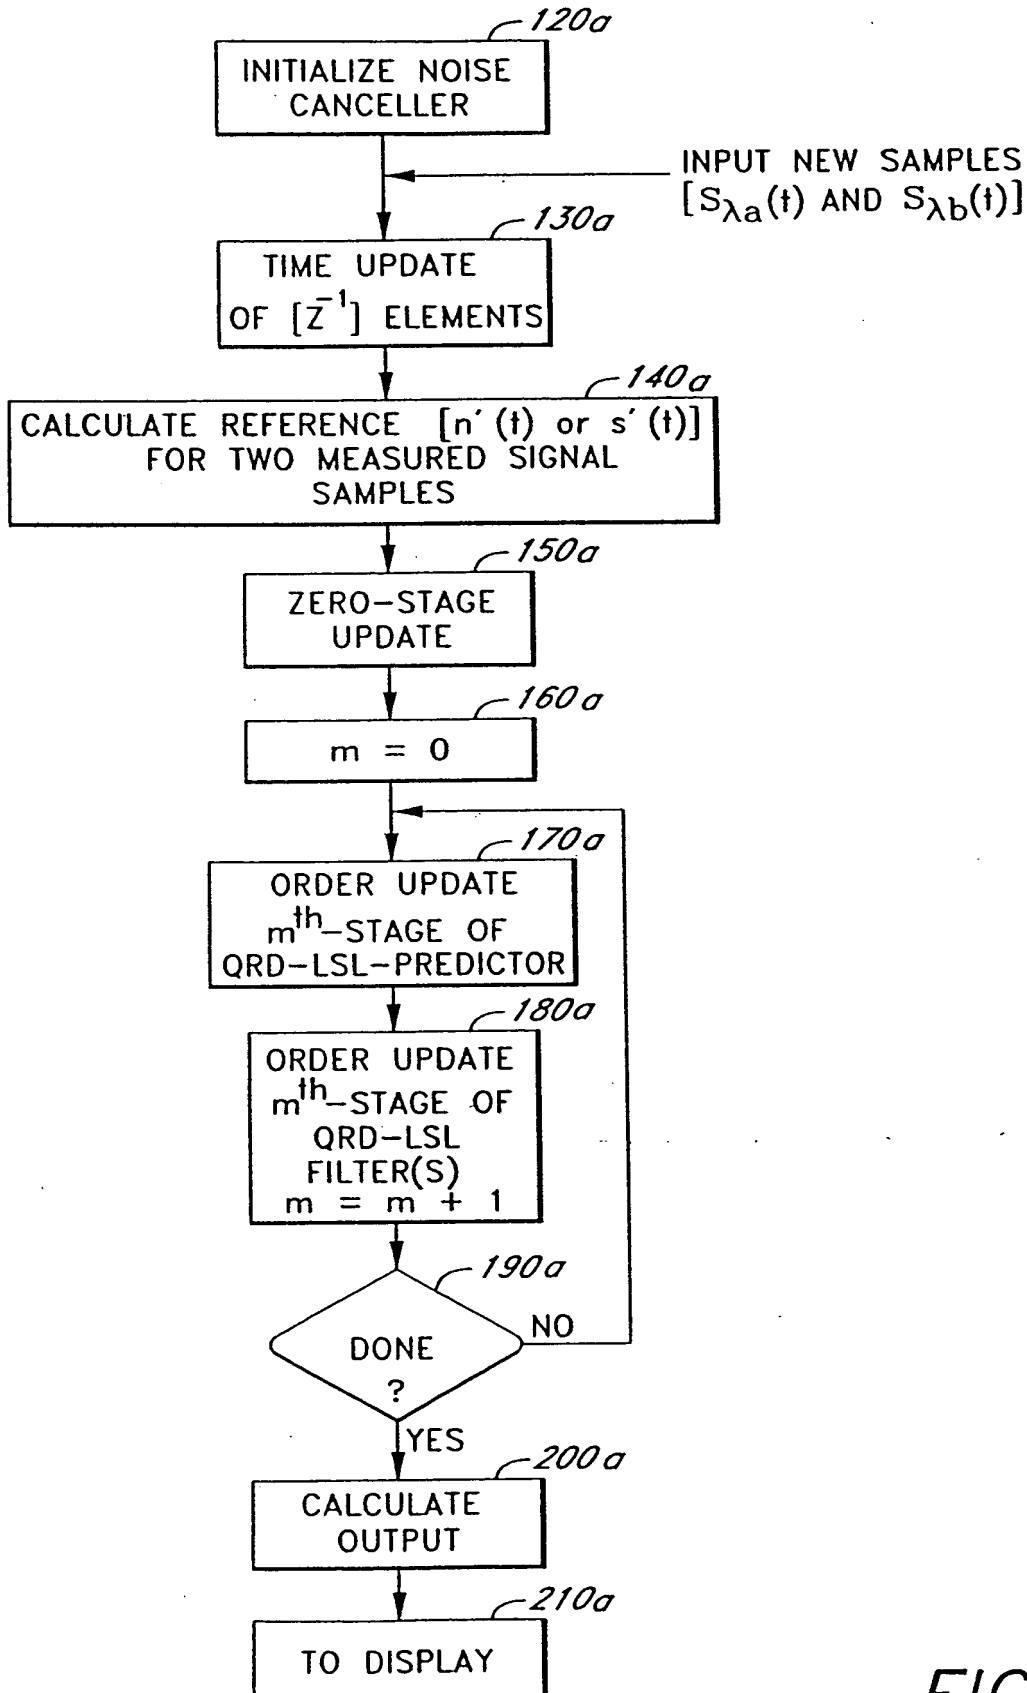 120a
INITIALIZE NOISE
CANCELLER
INPUT NEW SAMPLES
[Sλa(t) AND Sλb(t)]
130a
TIME UPDATE
OF [Z⁻¹] ELEMENTS
140a
CALCULATE REFERENCE [n'(t) or s'(t)]
FOR TWO MEASURED SIGNAL
SAMPLES
150a
ZERO-STAGE
UPDATE
160a
m = 0
170a
ORDER UPDATE
mth-STAGE OF
QRD-LSL-PREDICTOR
180a
ORDER UPDATE
mth-STAGE OF
QRD-LSL
FILTER(S)
m = m + 1
190a
DONE
?
NO
YES
200a
CALCULATE
OUTPUT
210a
TO DISPLAY